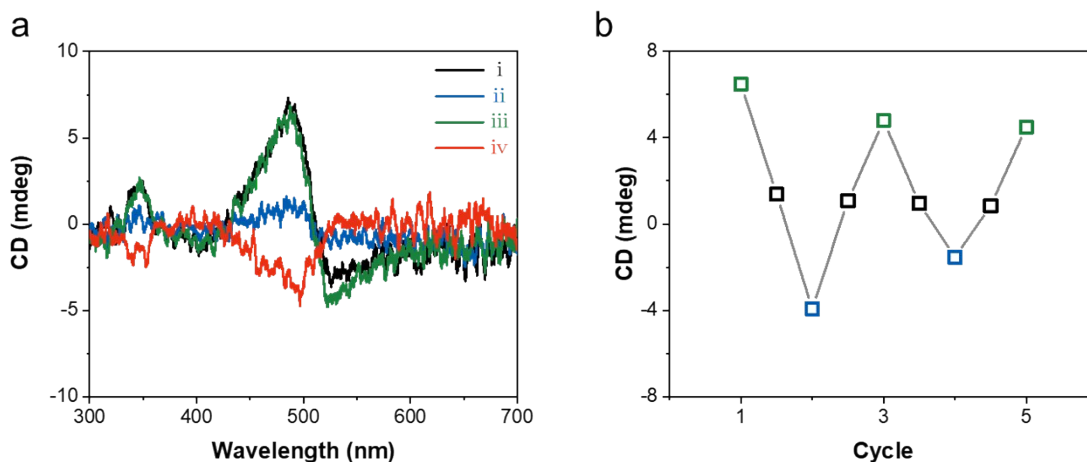 a
10
5
0
-5
-10
CD (mdeg)
300 400 500 600 700
Wavelength (nm)
i
ii
iii
iv
b
8
4
0
-4
-8
CD (mdeg)
1 3 5
Cycle